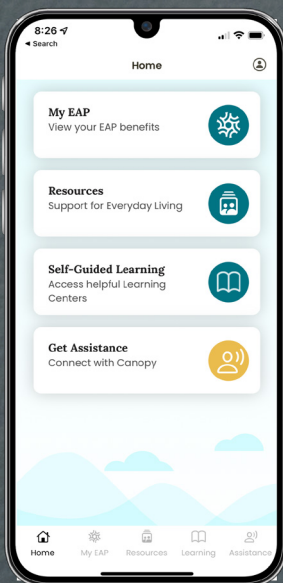 8:26
◂ Search
Home
My EAP
View your EAP benefits
Resources
Support for Everyday Living
Self-Guided Learning
Access helpful Learning
Centers
Get Assistance
Connect with Canopy
Home My EAP Resources Learning Assistance